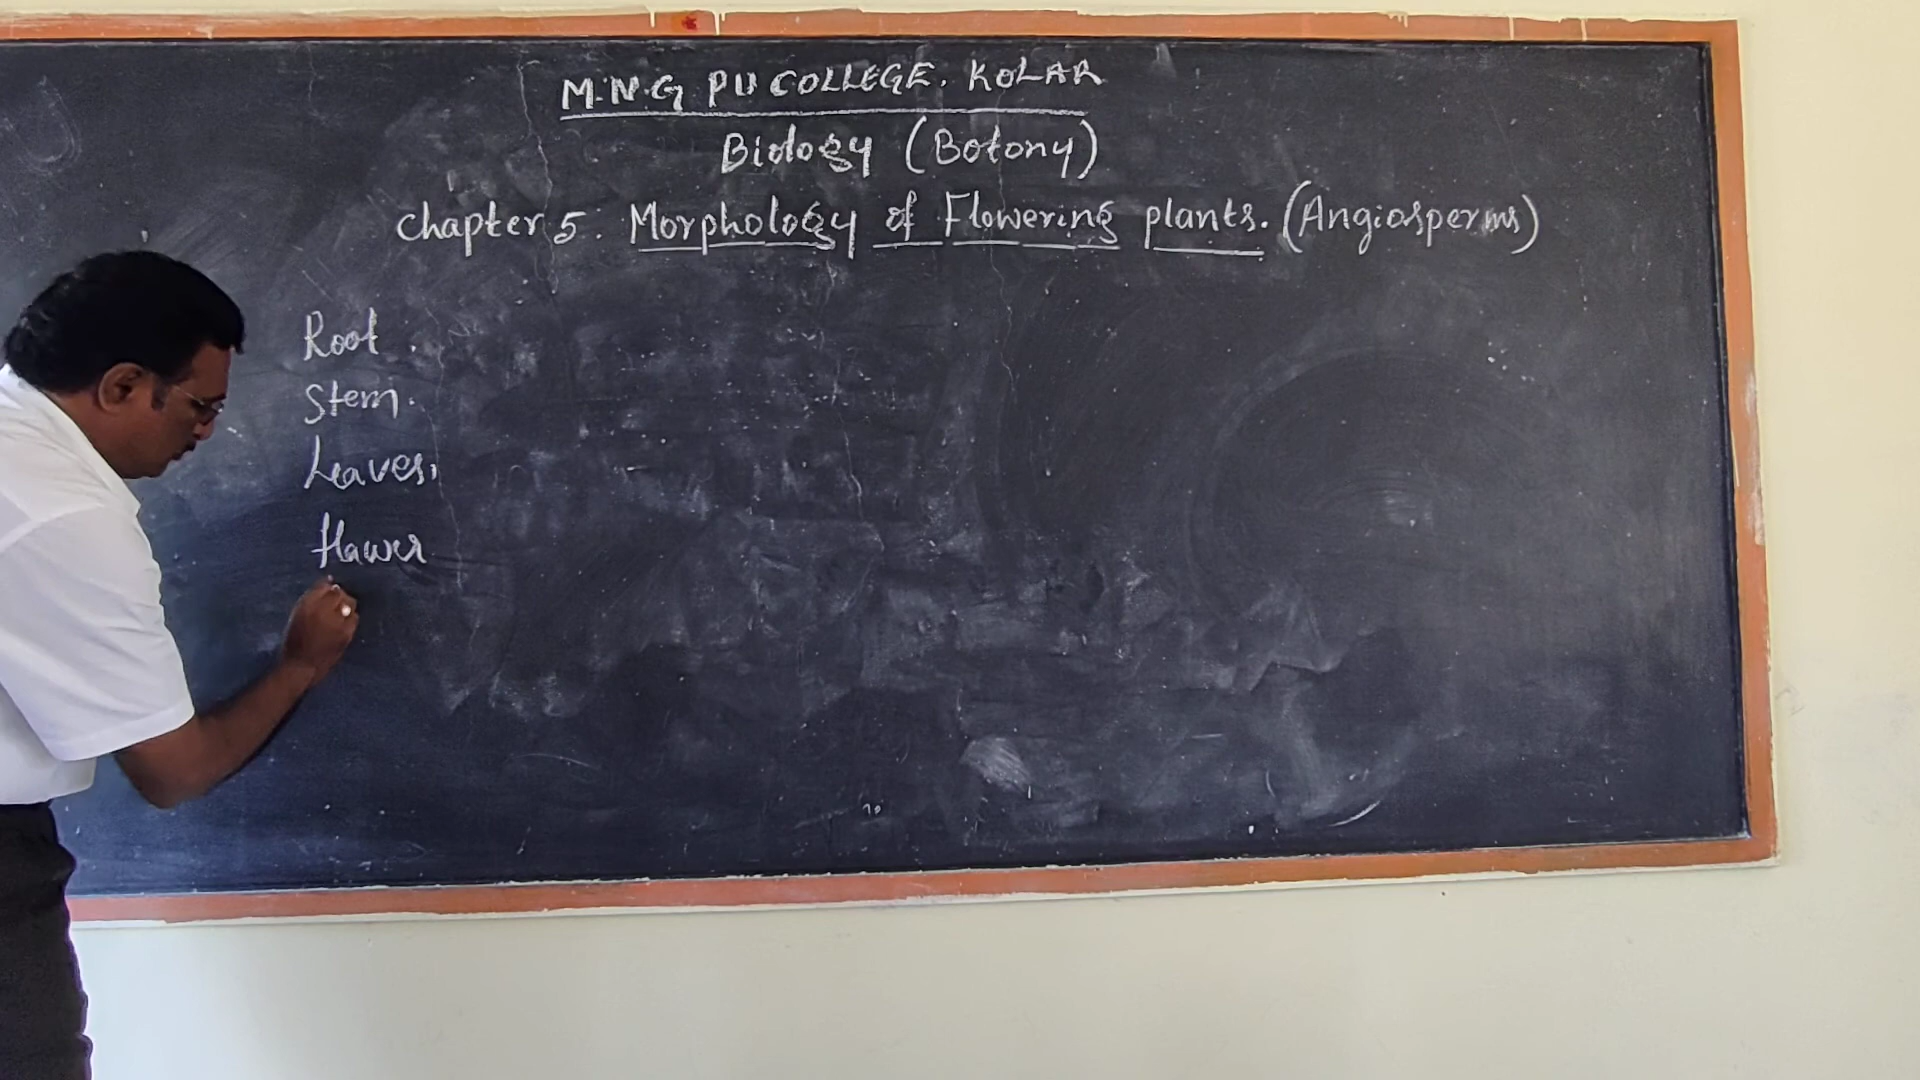 M.N.G PU COLLEGE. KOLAR
Biology (Botony)
Chapter 5: Morphology of Flowering plants. (Angiosperms)
Root.
Stem.
Leaves,
flower